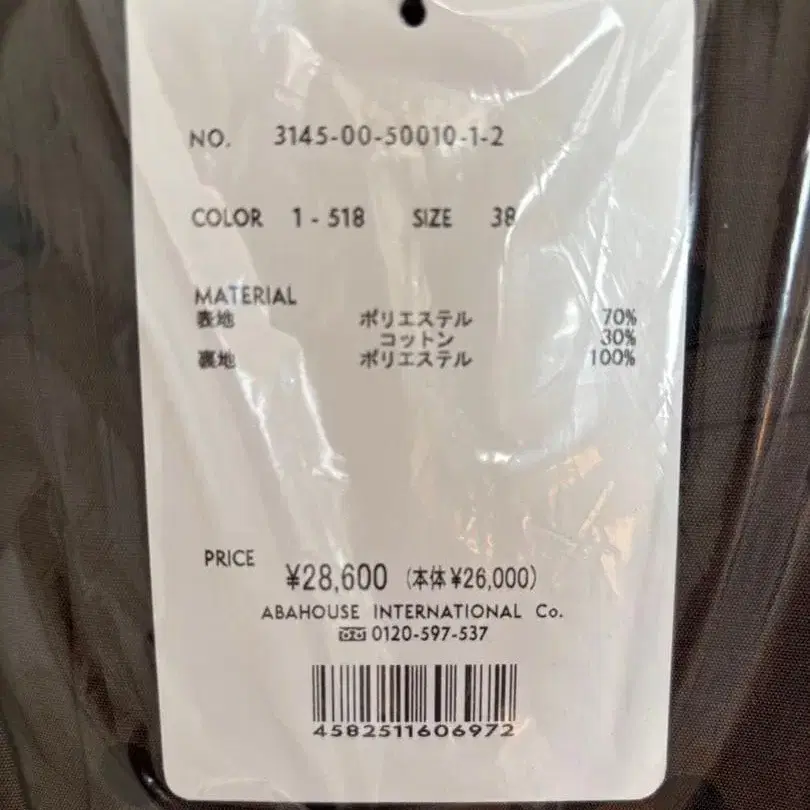 NO. 3145-00-50010-1-2
COLOR 1 - 518 SIZE 38
MATERIAL
表地 ポリエステル 70%
コットン 30%
裏地 ポリエステル 100%
PRICE ¥28,600 (本体¥26,000)
ABAHOUSE INTERNATIONAL Co.
0120-597-537
4582511606972